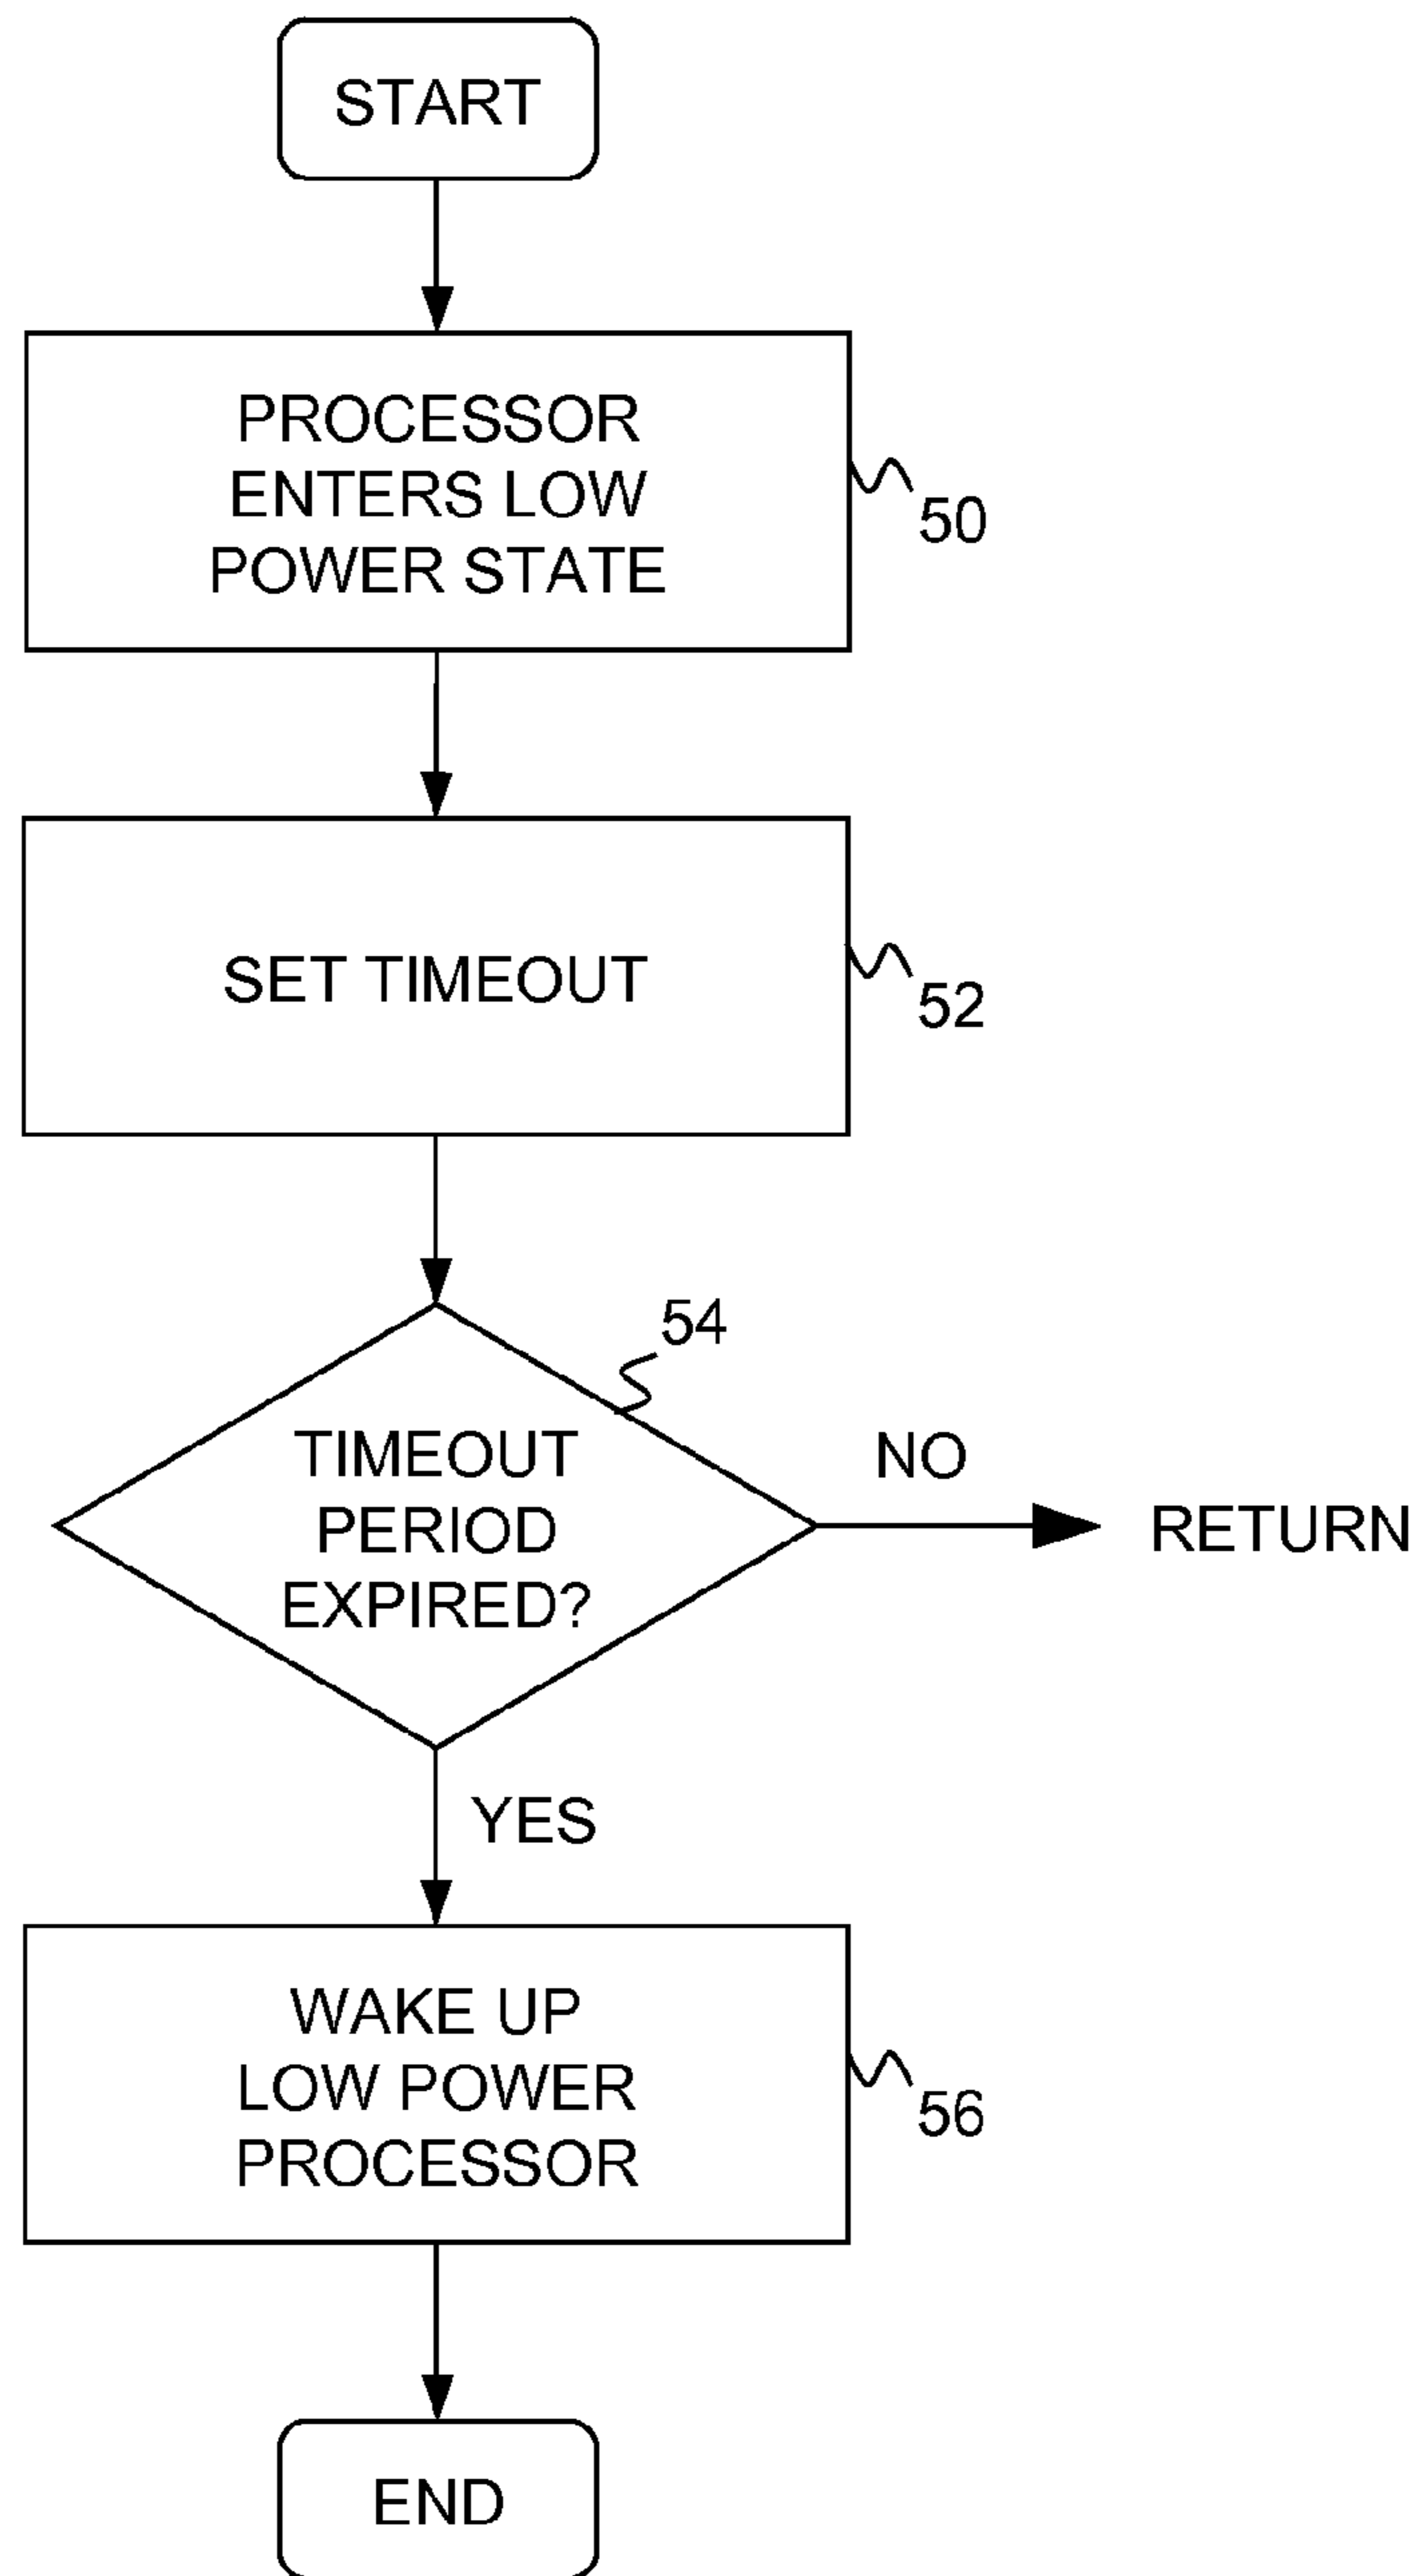 START
PROCESSOR
ENTERS LOW
POWER STATE
50
SET TIMEOUT
52
54
TIMEOUT
PERIOD
EXPIRED?
NO
RETURN
YES
WAKE UP
LOW POWER
PROCESSOR
56
END